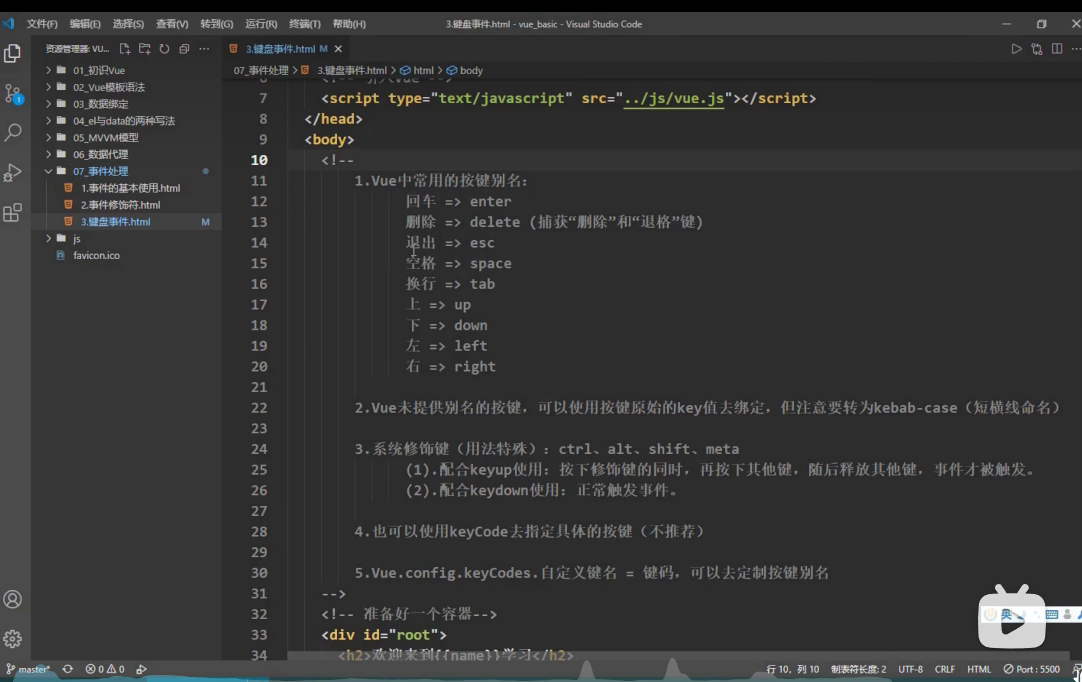 文件(F) 编辑(E) 选择(S) 查看(V) 转到(G) 运行(R) 终端(T) 帮助(H) 3.键盘事件.html - vue_basic - Visual Studio Code
资源管理器: VU... 3.键盘事件.html M
07_事件处理 > 3.键盘事件.html > html > body
01_初识Vue
02_Vue模板语法
03_数据绑定
04_el与data的两种写法
05_MVVM模型
06_数据代理
07_事件处理
1.事件的基本使用.html
2.事件修饰符.html
3.键盘事件.html M
js
favicon.ico
1
7 <script type="text/javascript" src="../js/vue.js"></script>
8 </head>
9 <body>
10 <!--
11 1.Vue中常用的按键别名:
12 回车 => enter
13 删除 => delete (捕获“删除”和“退格”键)
14 退出 => esc
15 空格 => space
16 换行 => tab
17 上 => up
18 下 => down
19 左 => left
20 右 => right
21
22 2.Vue未提供别名的按键，可以使用按键原始的key值去绑定，但注意要转为kebab-case（短横线命名）
23
24 3.系统修饰键（用法特殊）: ctrl、alt、shift、meta
25 (1).配合keyup使用: 按下修饰键的同时，再按下其他键，随后释放其他键，事件才被触发。
26 (2).配合keydown使用: 正常触发事件。
27
28 4.也可以使用keyCode去指定具体的按键（不推荐）
29
30 5.Vue.config.keyCodes.自定义键名 = 键码，可以去定制按键别名
31 -->
32 <!-- 准备好一个容器-->
33 <div id="root">
34 <h2>欢迎来到{{name}}学习</h2>
英
master* 0 0 行 10，列 10 制表符长度: 2 UTF-8 CRLF HTML Port : 5500